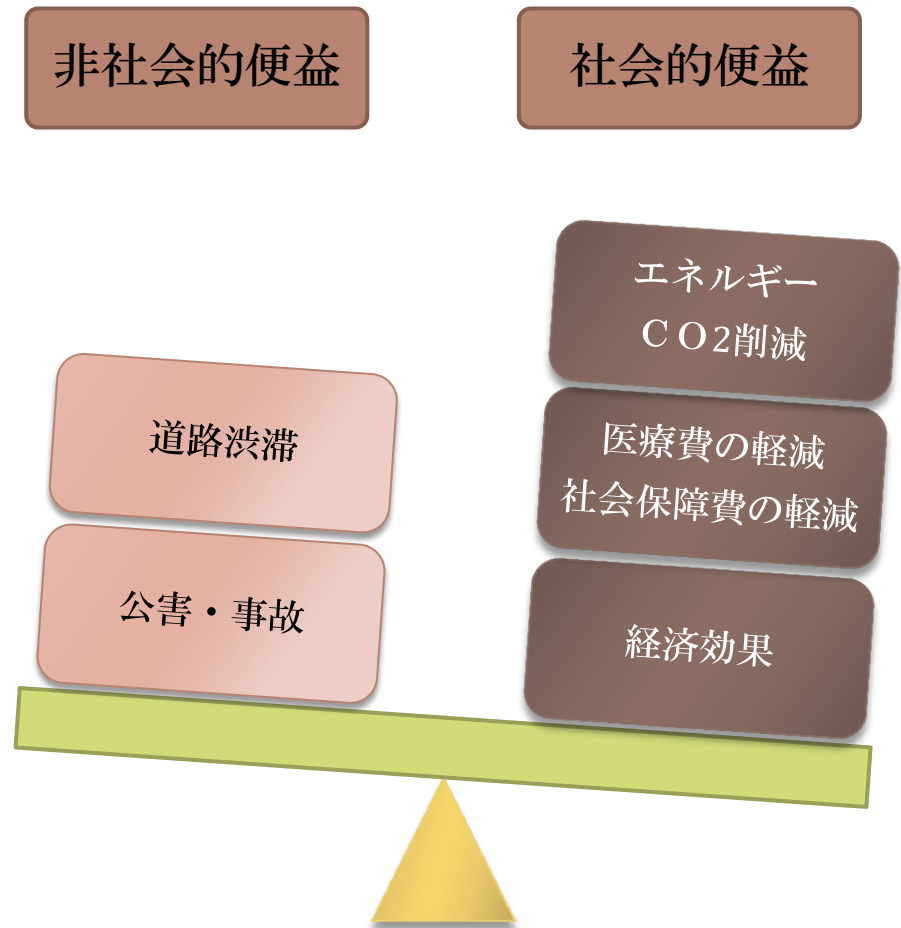 非社会的便益
社会的便益
エネルギー
ＣＯ2削減
道路渋滞
医療費の軽減
社会保障費の軽減
公害・事故
経済効果